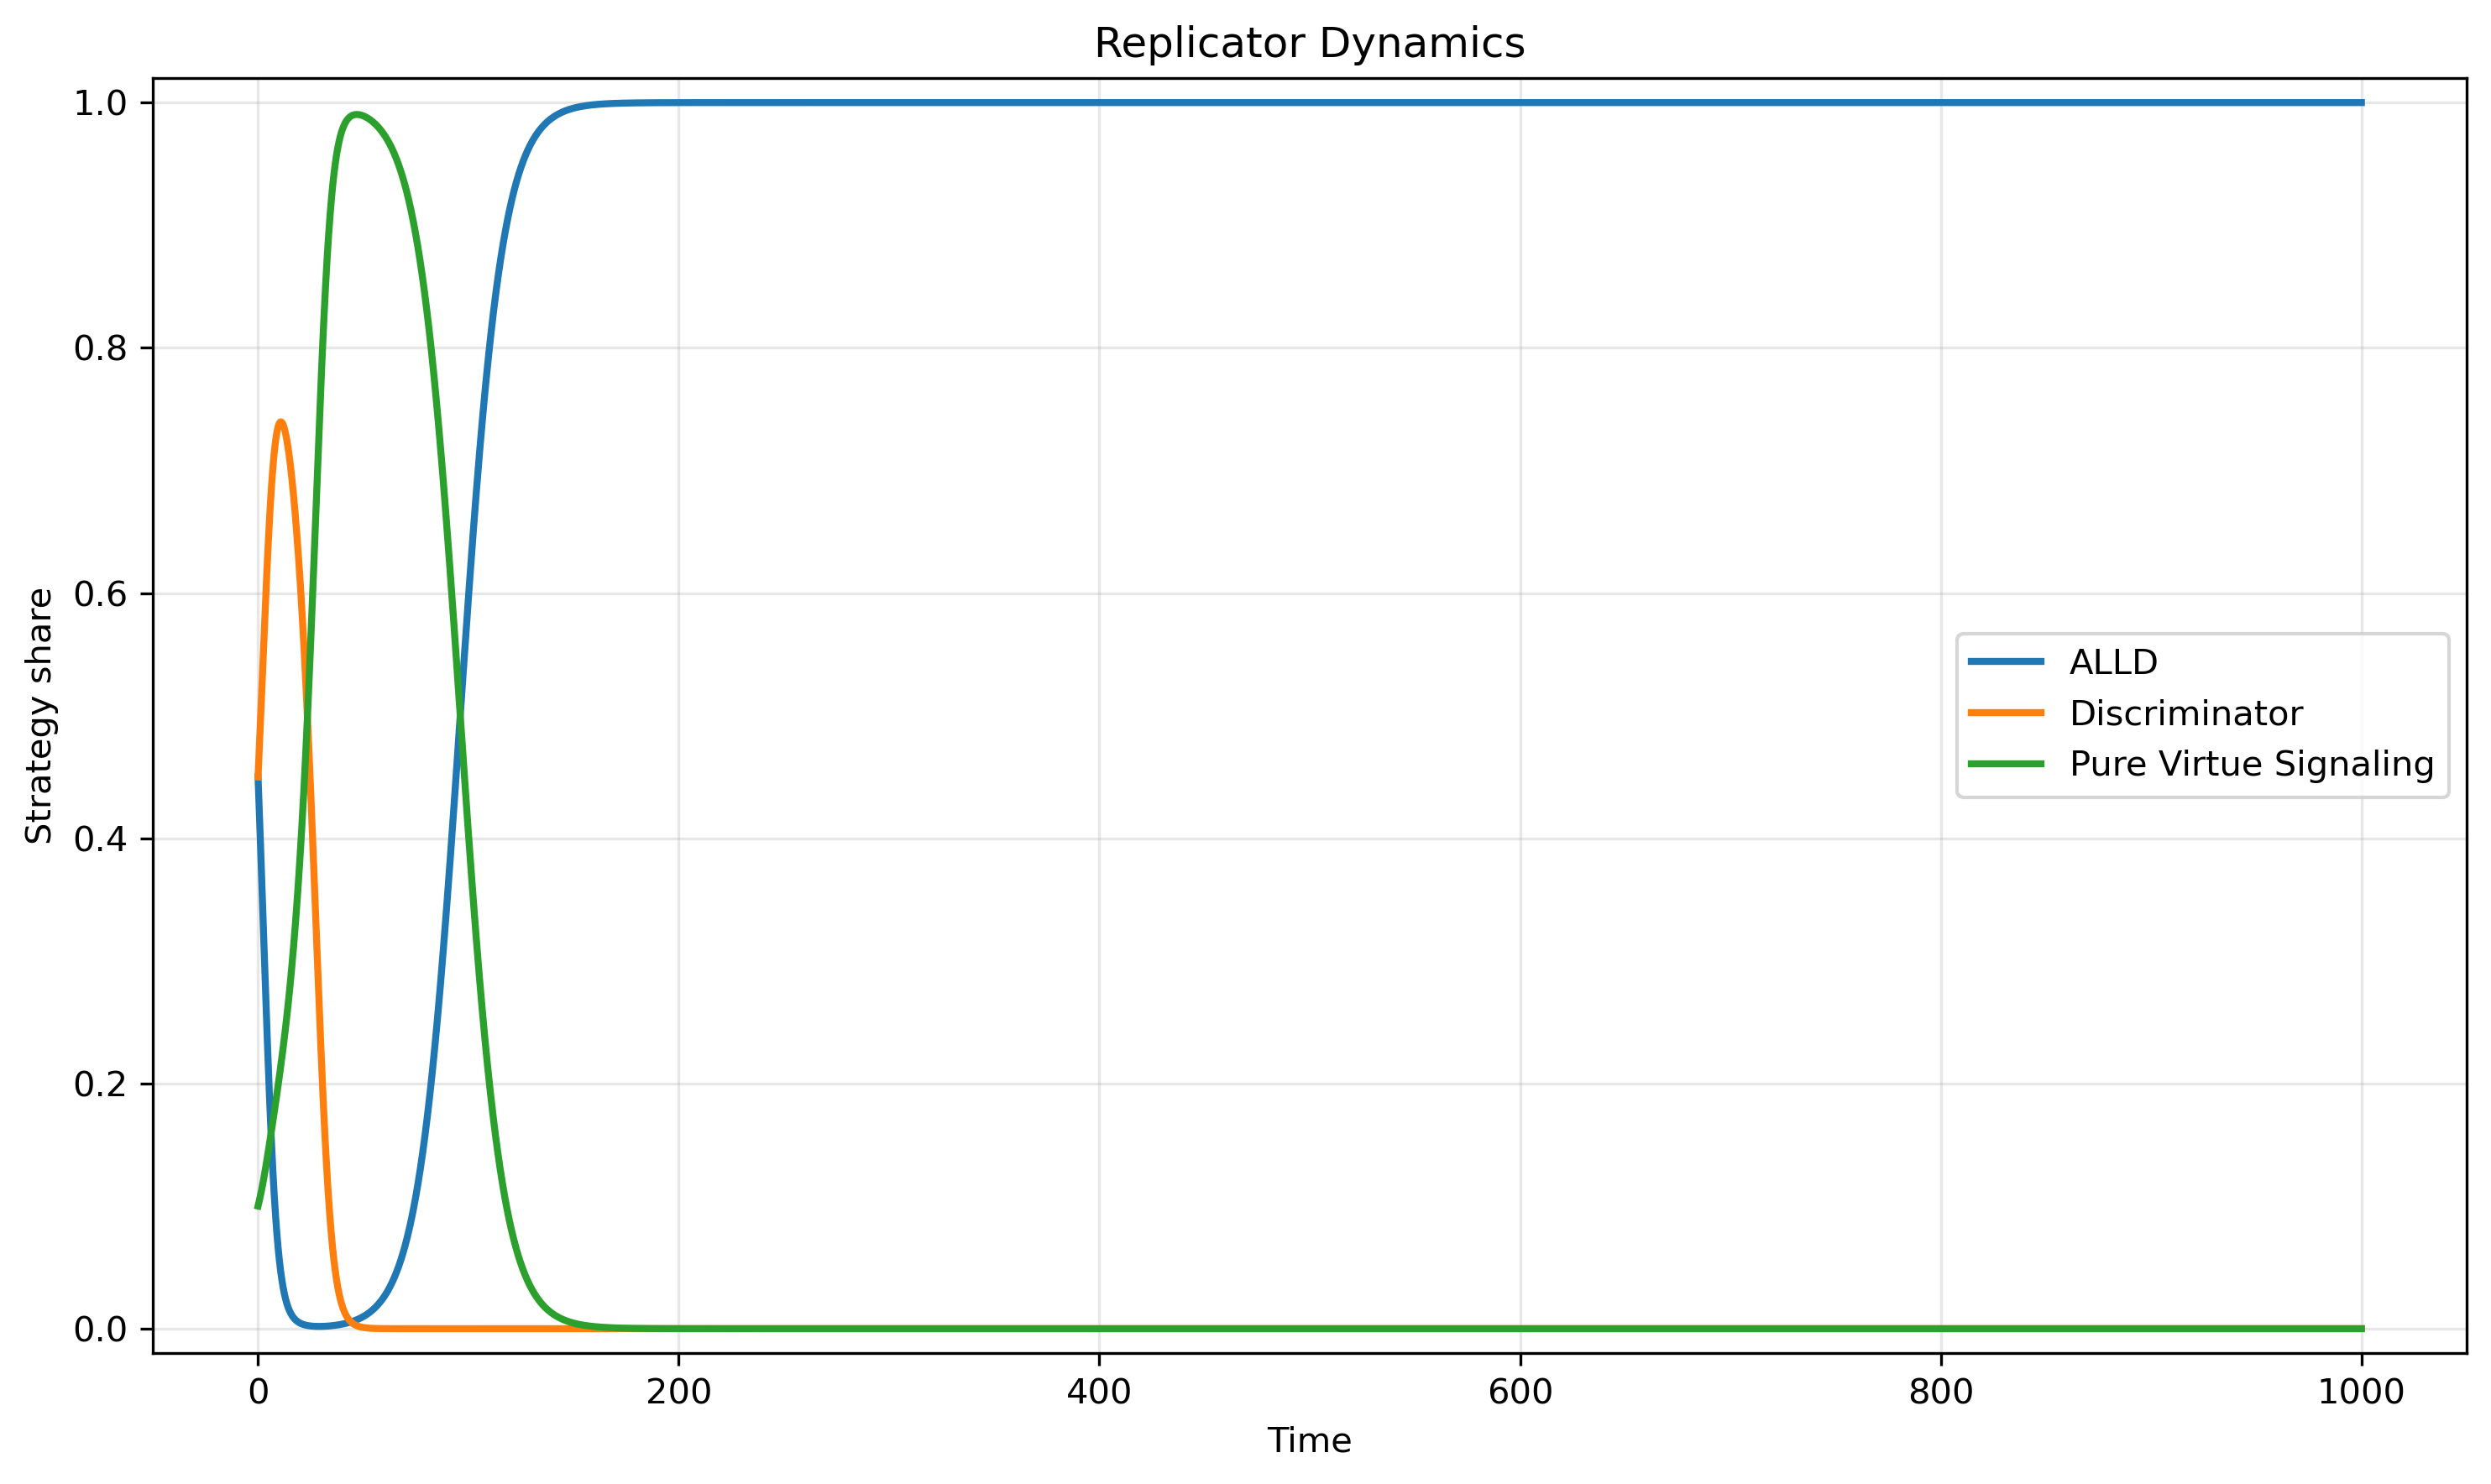 Replicator Dynamics
Strategy share
1.0
0.8
0.6
0.4
0.2
0.0
ALLD
Discriminator
Pure Virtue Signaling
0 200 400 600 800 1000
Time